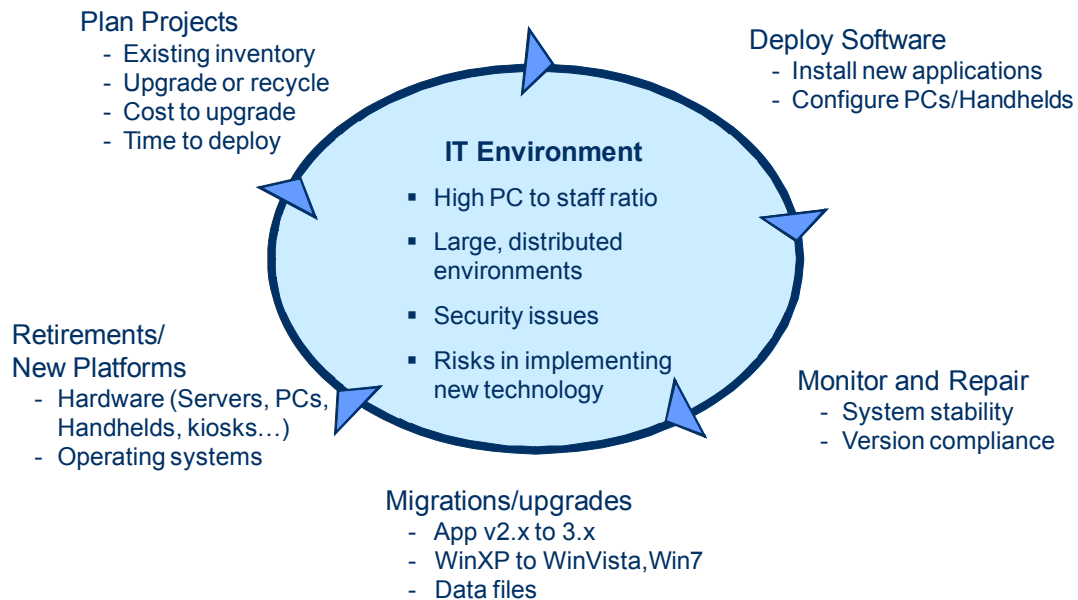 Plan Projects
- Existing inventory
- Upgrade or recycle
- Cost to upgrade
- Time to deploy
Deploy Software
- Install new applications
- Configure PCs/Handhelds
IT Environment
▪ High PC to staff ratio
▪ Large, distributed
environments
▪ Security issues
▪ Risks in implementing
new technology
Retirements/
New Platforms
- Hardware (Servers, PCs,
Handhelds, kiosks…)
- Operating systems
Monitor and Repair
- System stability
- Version compliance
Migrations/upgrades
- App v2.x to 3.x
- WinXP to WinVista,Win7
- Data files